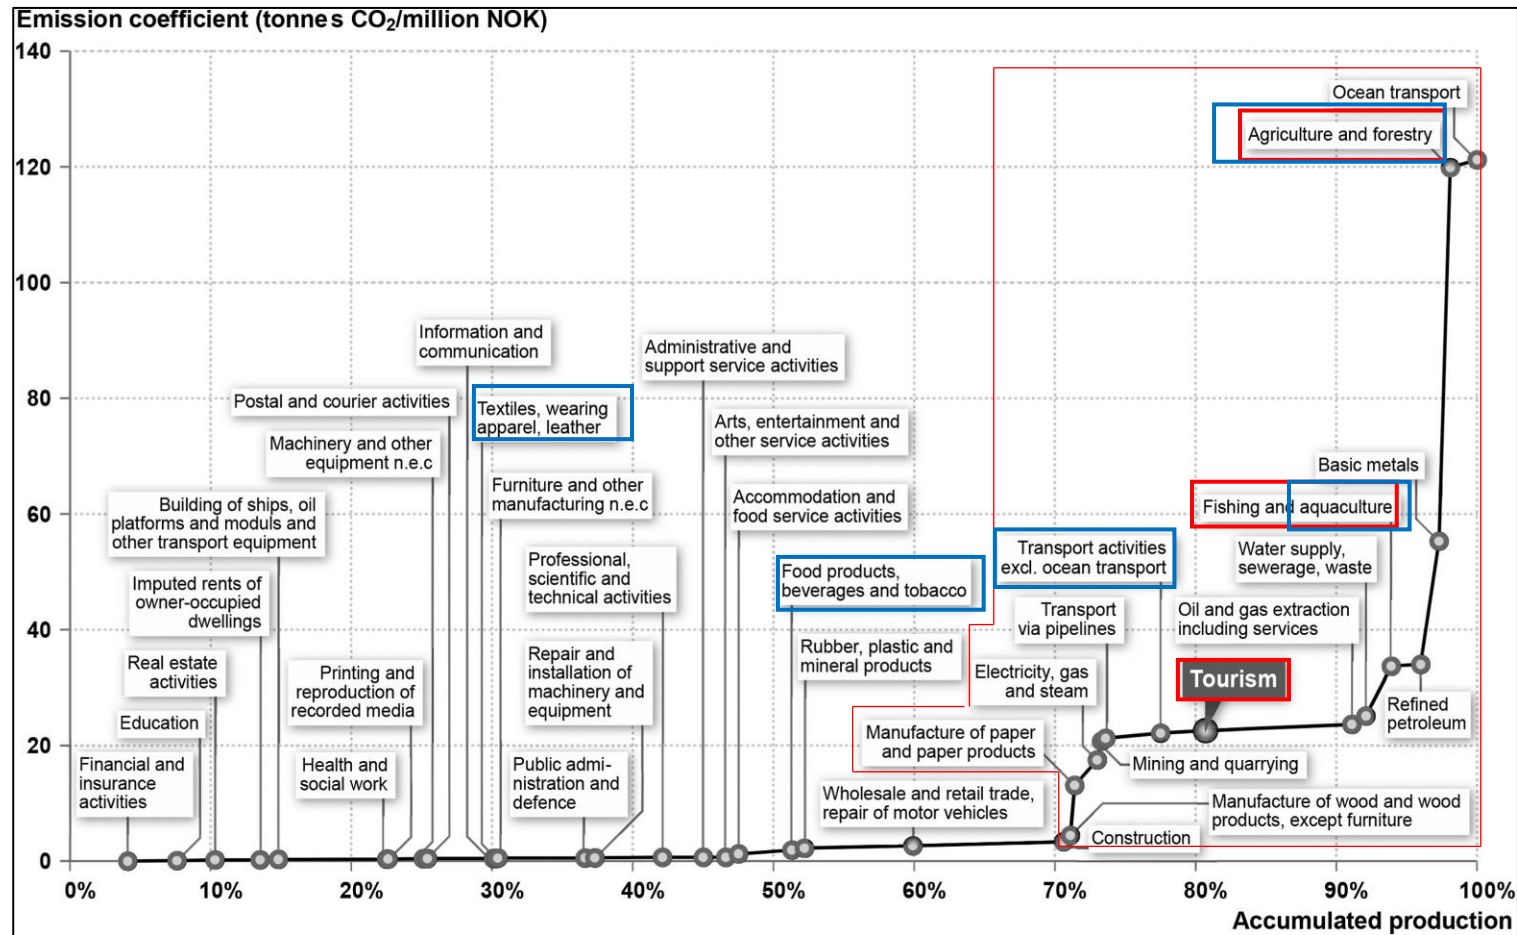 Emission coefficient (tonnes CO₂/million NOK)
140
120
100
80
60
40
20
0
Ocean transport
Agriculture and forestry
Information and
communication
Administrative and
support service activities
Postal and courier activities
Textiles, wearing
apparel, leather
Arts, entertainment and
other service activities
Machinery and other
equipment n.e.c
Basic metals
Furniture and other
manufacturing n.e.c
Accommodation and
food service activities
Fishing and aquaculture
Building of ships, oil
platforms and moduls and
other transport equipment
Transport activities
excl. ocean transport
Water supply,
sewerage, waste
Professional,
scientific and
technical activities
Food products,
beverages and tobacco
Imputed rents of
owner-occupied
dwellings
Transport
via pipelines
Oil and gas extraction
including services
Rubber, plastic and
mineral products
Repair and
installation of
machinery and
equipment
Real estate
activities
Printing and
reproduction of
recorded media
Electricity, gas
and steam
Tourism
Refined
petroleum
Education
Manufacture of paper
and paper products
Financial and
insurance
activities
Health and
social work
Public admi-
nistration and
defence
Mining and quarrying
Wholesale and retail trade,
repair of motor vehicles
Manufacture of wood and wood
products, except furniture
Construction
0%
10%
20%
30%
40%
50%
60%
70%
80%
90%
100%
Accumulated production